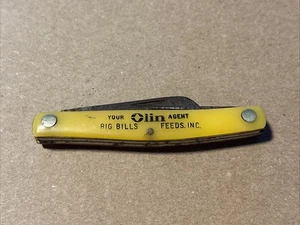 YOUR Olin AGENT
BIG BILLS FEEDS, INC.